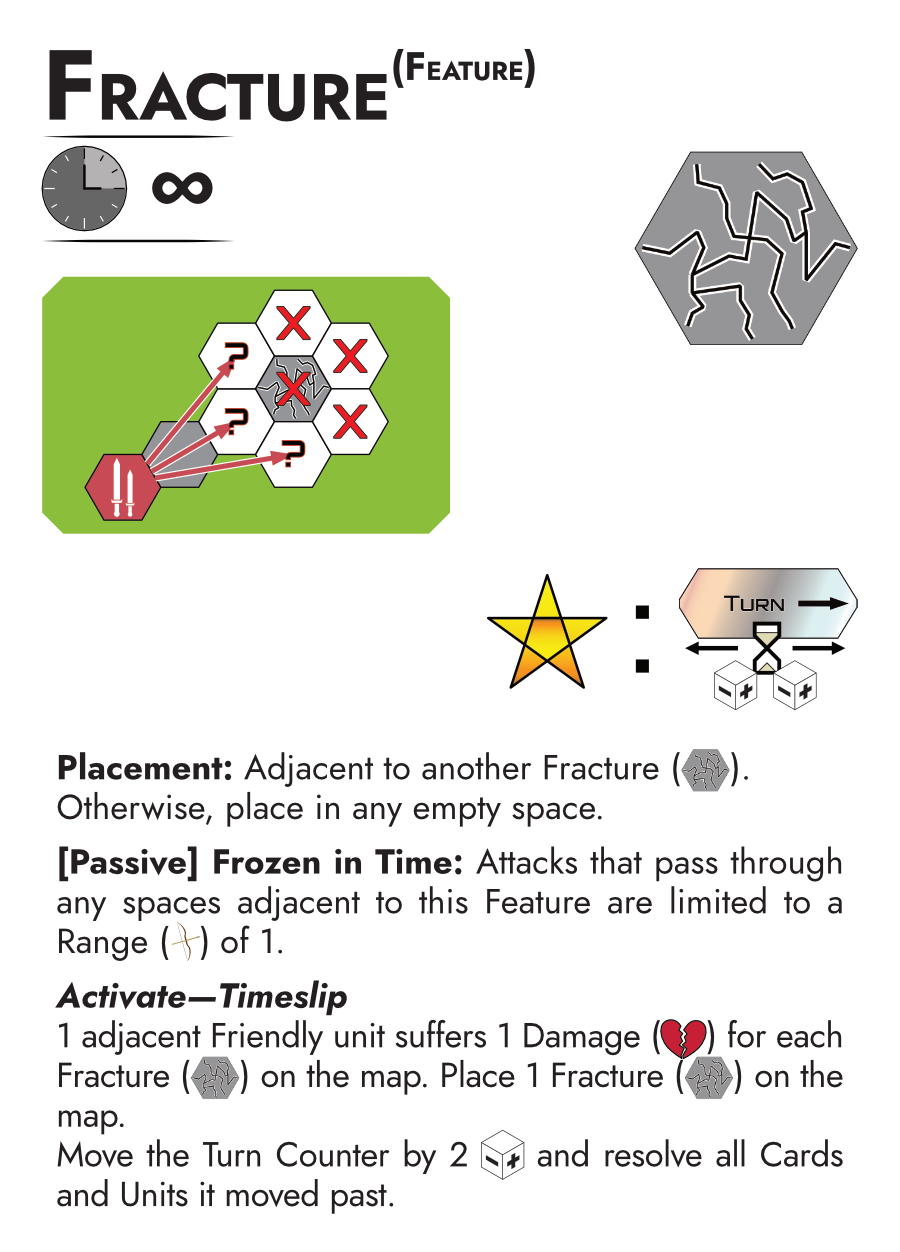 Fracture (Feature)
∞
X
? X
X
? X
?
Turn
:
- + - +
Placement: Adjacent to another Fracture ( ).
Otherwise, place in any empty space.
[Passive] Frozen in Time: Attacks that pass through
any spaces adjacent to this Feature are limited to a
Range ( ) of 1.
Activate—Timeslip
1 adjacent Friendly unit suffers 1 Damage ( ) for each
Fracture ( ) on the map. Place 1 Fracture ( ) on the
map.
Move the Turn Counter by 2 - + and resolve all Cards
and Units it moved past.